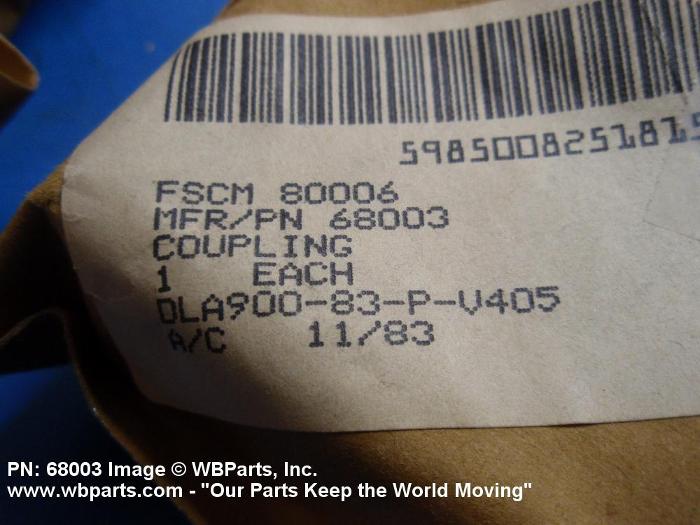 5985008251815
FSCM 80006
MFR/PN 68003
COUPLING
1 EACH
DLA900-83-P-V405
A/C 11/83
PN: 68003 Image © WBParts, Inc.
www.wbparts.com - "Our Parts Keep the World Moving"